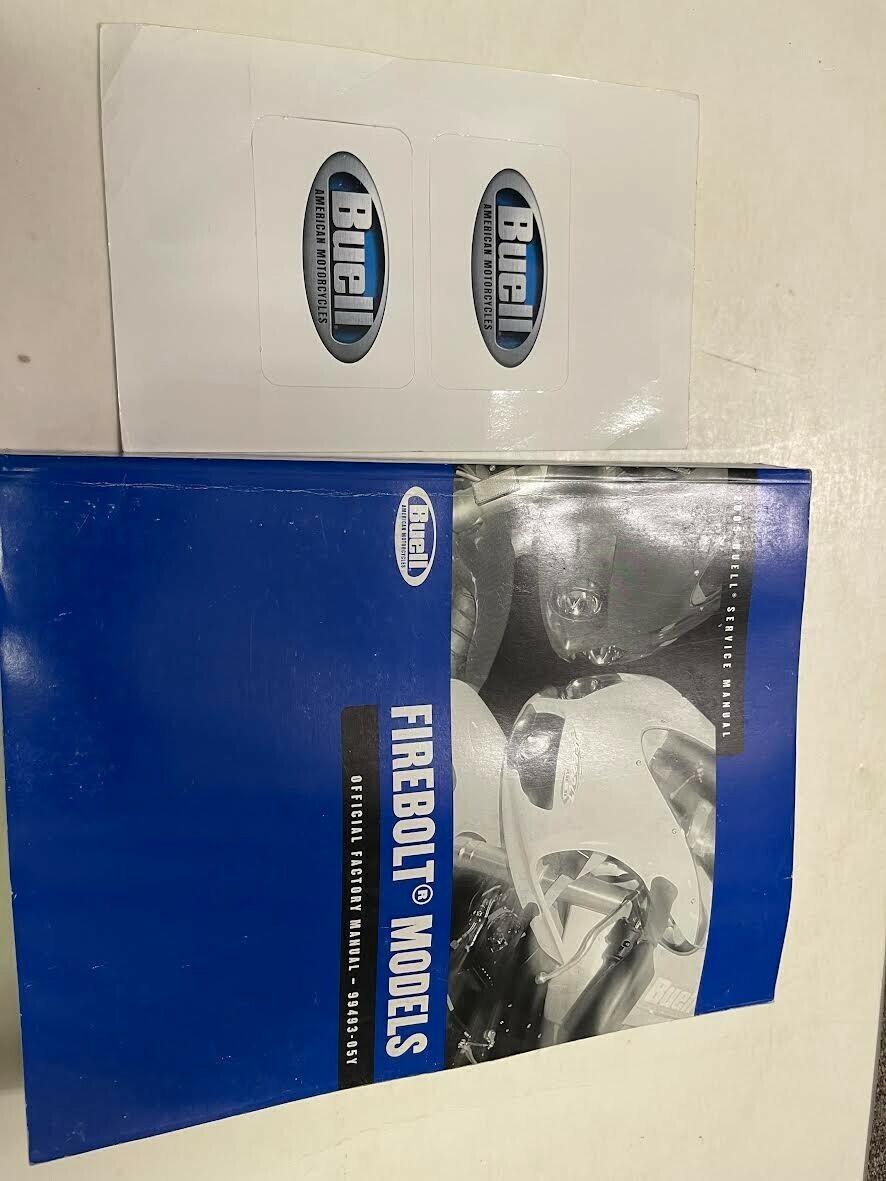 Buell
AMERICAN MOTORCYCLES
Buell
AMERICAN MOTORCYCLES
BUELL® SERVICE MANUAL
Buell
Buell
AMERICAN MOTORCYCLES
FIREBOLT® MODELS
OFFICIAL FACTORY MANUAL - 99493-05Y